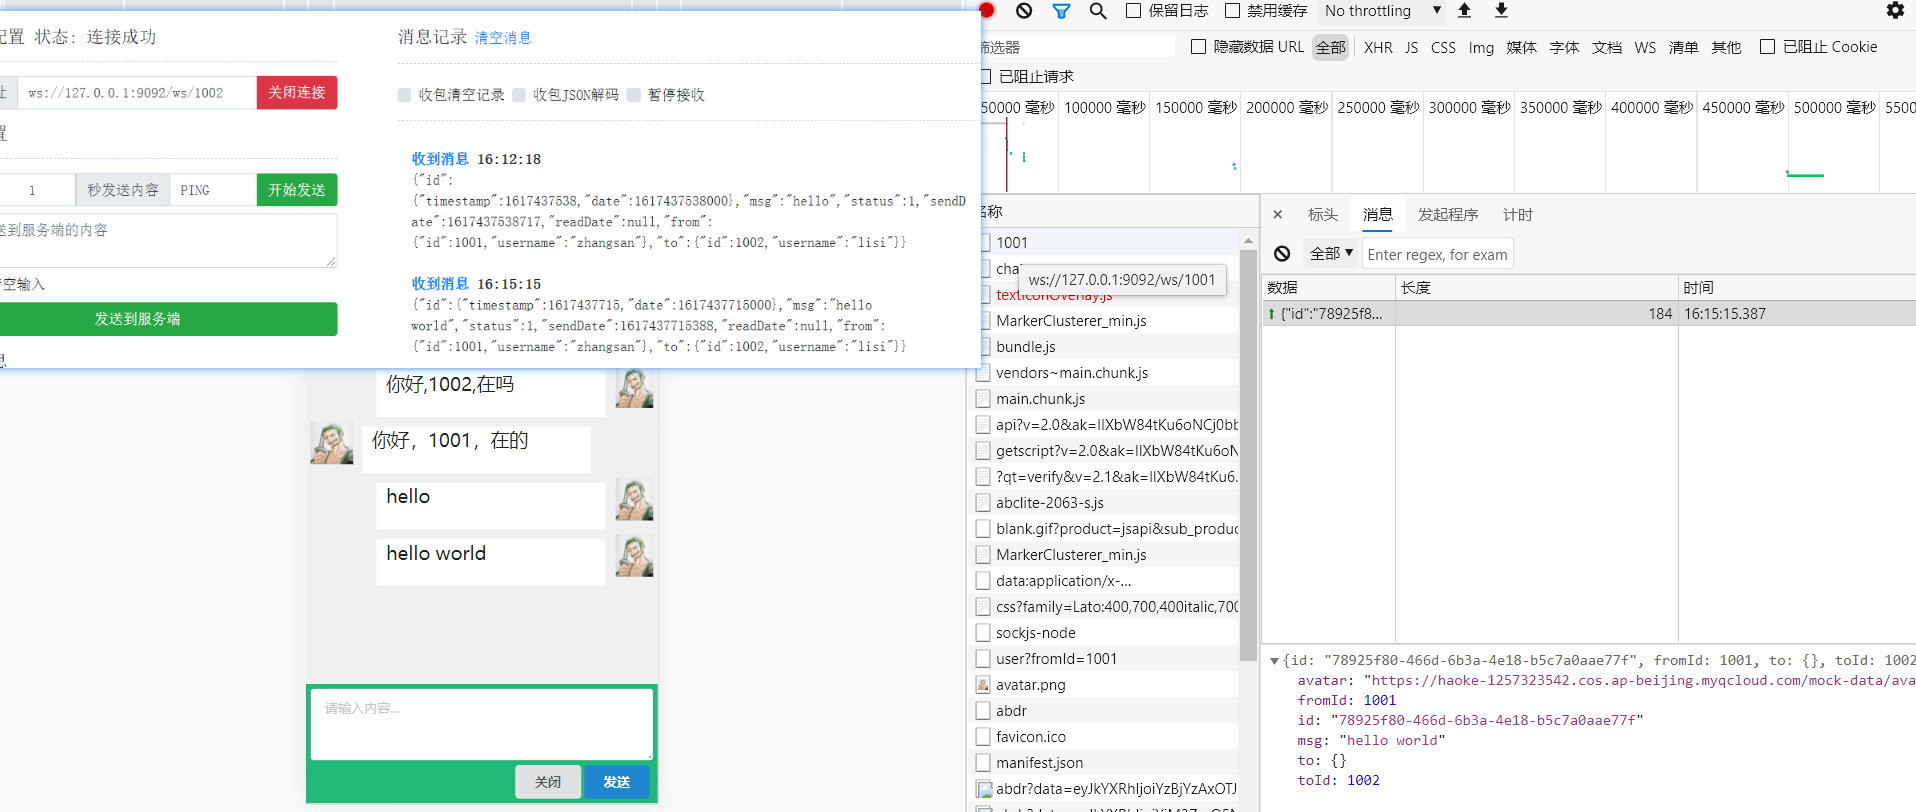 配置 状态: 连接成功
址 ws://127.0.0.1:9092/ws/1002 关闭连接
置
1 秒发送内容 PING 开始发送
送到服务端的内容
清空输入
发送到服务端
息
消息记录 清空消息
收包清空记录 收包JSON解码 暂停接收
收到消息 16:12:18
{"id":
{"timestamp":1617437538,"date":1617437538000},"msg":"hello","status":1,"sendD
ate":1617437538717,"readDate":null,"from":
{"id":1001,"username":"zhangsan"},"to":{"id":1002,"username":"lisi"}}
收到消息 16:15:15
{"id":{"timestamp":1617437715,"date":1617437715000},"msg":"hello
world","status":1,"sendDate":1617437715388,"readDate":null,"from":
{"id":1001,"username":"zhangsan"},"to":{"id":1002,"username":"lisi"}}
你好,1002,在吗
你好，1001，在的
hello
hello world
请输入内容...
关闭 发送
保留日志 禁用缓存 No throttling ▼
筛选器 隐藏数据 URL 全部 XHR JS CSS Img 媒体 字体 文档 WS 清单 其他 已阻止 Cookie
已阻止请求
50000 毫秒 100000 毫秒 150000 毫秒 200000 毫秒 250000 毫秒 300000 毫秒 350000 毫秒 400000 毫秒 450000 毫秒 500000 毫秒 5500
名称
1001
cha
ws://127.0.0.1:9092/ws/1001
textIconOverlay.js
MarkerClusterer_min.js
bundle.js
vendors~main.chunk.js
main.chunk.js
api?v=2.0&ak=IIXbW84tKu6oNCj0bb
getscript?v=2.0&ak=IIXbW84tKu6oN
?qt=verify&v=2.1&ak=IIXbW84tKu6.
abclite-2063-s.js
blank.gif?product=jsapi&sub_produc
MarkerClusterer_min.js
data:application/x-...
css?family=Lato:400,700,400italic,700
sockjs-node
user?fromId=1001
avatar.png
abdr
favicon.ico
manifest.json
abdr?data=eyJkYXRhIjoiYzBjYzAxOTJ
× 标头 消息 发起程序 计时
全部 ▼ Enter regex, for exam
数据 长度 时间
{"id":"78925f8... 184 16:15:15.387
▼{id: "78925f80-466d-6b3a-4e18-b5c7a0aae77f", fromId: 1001, to: {}, toId: 1002
avatar: "https://haoke-1257323542.cos.ap-beijing.myqcloud.com/mock-data/ava
fromId: 1001
id: "78925f80-466d-6b3a-4e18-b5c7a0aae77f"
msg: "hello world"
to: {}
toId: 1002